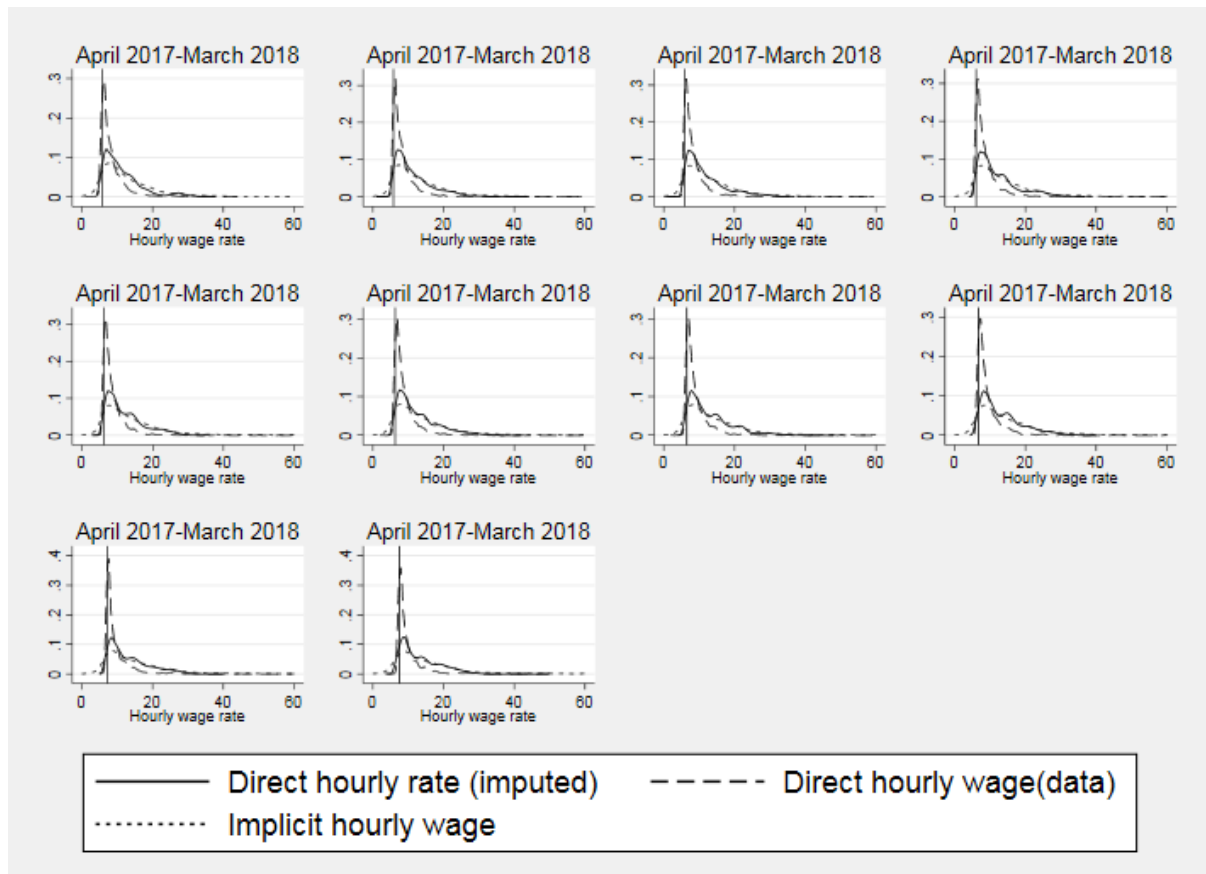 April 2017-March 2018 April 2017-March 2018 April 2017-March 2018 April 2017-March 2018
.3 .3 .3 .3
.2 .2 .2 .2
.1 .1 .1 .1
0 0 0 0
0 20 40 60 0 20 40 60 0 20 40 60 0 20 40 60
Hourly wage rate Hourly wage rate Hourly wage rate Hourly wage rate
April 2017-March 2018 April 2017-March 2018 April 2017-March 2018 April 2017-March 2018
.3 .3 .3 .3
.2 .2 .2 .2
.1 .1 .1 .1
0 0 0 0
0 20 40 60 0 20 40 60 0 20 40 60 0 20 40 60
Hourly wage rate Hourly wage rate Hourly wage rate Hourly wage rate
April 2017-March 2018 April 2017-March 2018
.4 .4
.3 .3
.2 .2
.1 .1
0 0
0 20 40 60 0 20 40 60
Hourly wage rate Hourly wage rate
Direct hourly rate (imputed) Direct hourly wage(data)
Implicit hourly wage